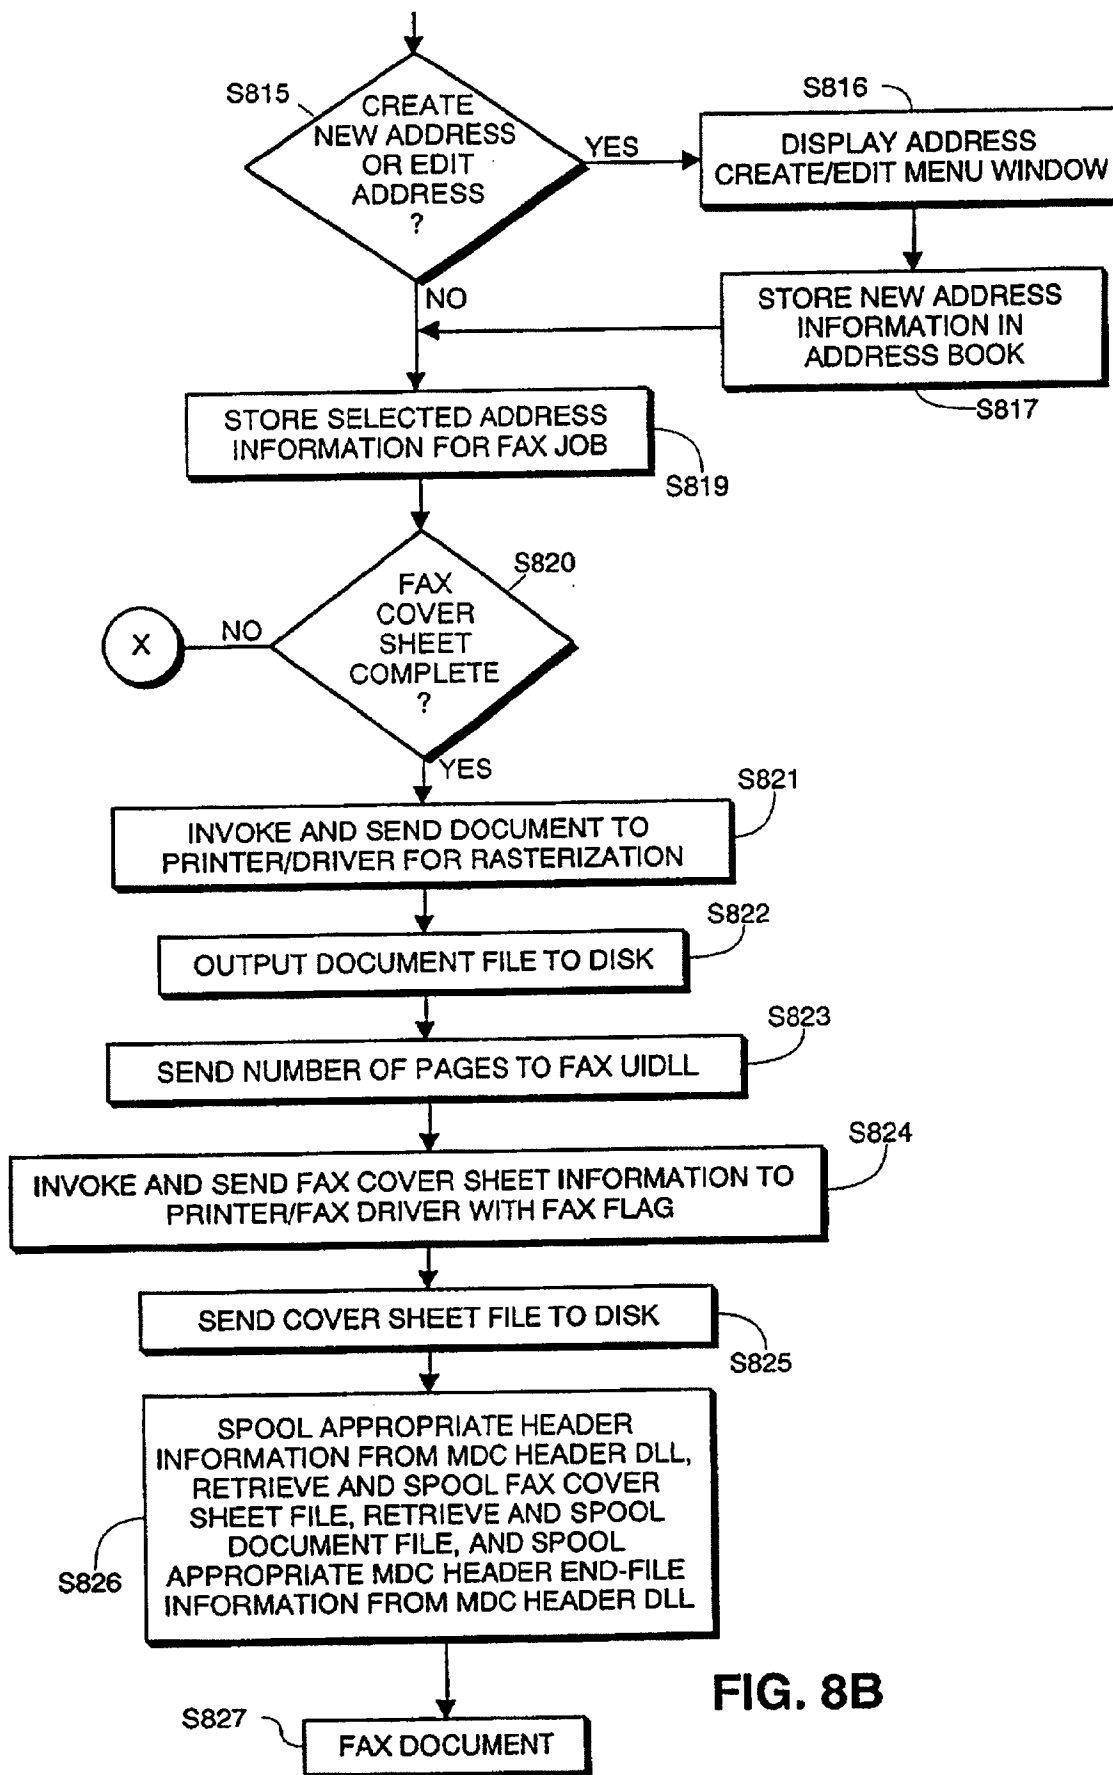 S815
CREATE
NEW ADDRESS
OR EDIT
ADDRESS
?
YES
S816
DISPLAY ADDRESS
CREATE/EDIT MENU WINDOW
NO
STORE NEW ADDRESS
INFORMATION IN
ADDRESS BOOK
S817
STORE SELECTED ADDRESS
INFORMATION FOR FAX JOB
S819
S820
FAX
COVER
SHEET
COMPLETE
?
NO
X
YES
S821
INVOKE AND SEND DOCUMENT TO
PRINTER/DRIVER FOR RASTERIZATION
S822
OUTPUT DOCUMENT FILE TO DISK
S823
SEND NUMBER OF PAGES TO FAX UIDLL
S824
INVOKE AND SEND FAX COVER SHEET INFORMATION TO
PRINTER/FAX DRIVER WITH FAX FLAG
SEND COVER SHEET FILE TO DISK
S825
SPOOL APPROPRIATE HEADER
INFORMATION FROM MDC HEADER DLL,
RETRIEVE AND SPOOL FAX COVER
SHEET FILE, RETRIEVE AND SPOOL
DOCUMENT FILE, AND SPOOL
APPROPRIATE MDC HEADER END-FILE
INFORMATION FROM MDC HEADER DLL
S826
S827
FAX DOCUMENT
FIG. 8B